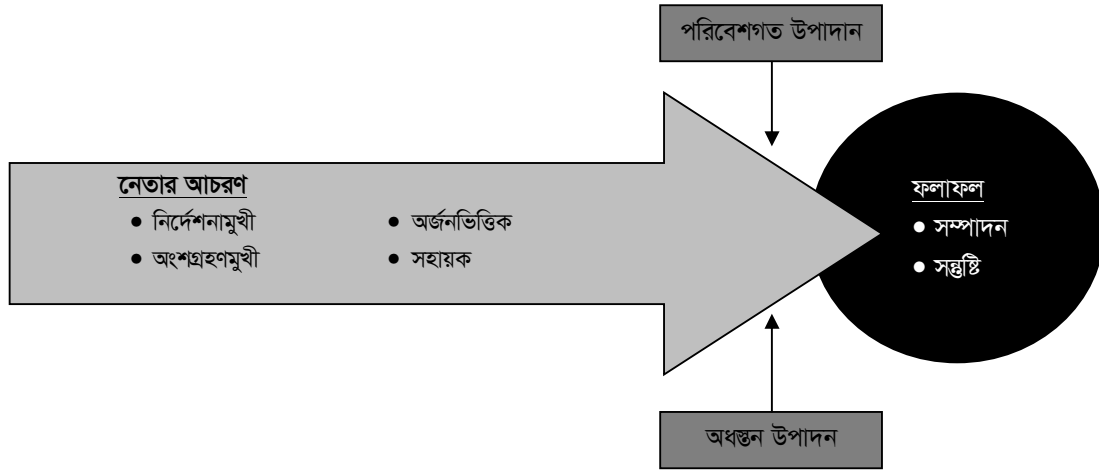 পরিবেশগত উপাদান
নেতার আচরণ
• নির্দেশনামুখী
• অর্জনভিত্তিক
• অংশগ্রহণমুখী
• সহায়ক
ফলাফল
• সম্পাদন
• সন্তুষ্টি
অধস্তন উপাদন